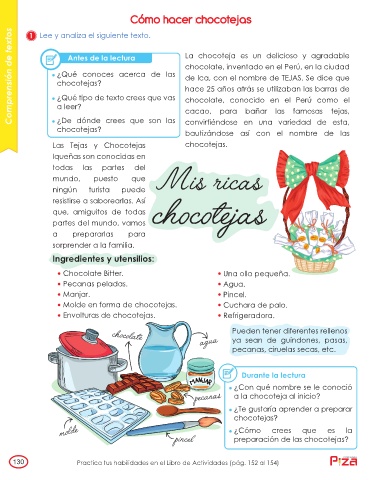 Cómo hacer chocotejas
Comprensión de textos
1 Lee y analiza el siguiente texto.
Antes de la lectura
• ¿Qué conoces acerca de las
chocotejas?
• ¿Qué tipo de texto crees que vas
a leer?
• ¿De dónde crees que son las
chocotejas?
La chocoteja es un delicioso y agradable
chocolate, inventado en el Perú, en la ciudad
de Ica, con el nombre de TEJAS. Se dice que
hace 25 años atrás se utilizaban las barras de
chocolate, conocido en el Perú como el
cacao, para bañar las famosas tejas,
convirtiéndose en una variedad de esta,
bautizándose así con el nombre de las
chocotejas.
Las Tejas y Chocotejas
Iqueñas son conocidas en
todas las partes del
mundo, puesto que
ningún turista puede
resistirse a saborearlas. Así
que, amiguitos de todas
partes del mundo, vamos
a prepararlas para
sorprender a la familia.
Mis ricas
chocotejas
Ingredientes y utensilios:
• Chocolate Bitter.
• Pecanas peladas.
• Manjar.
• Molde en forma de chocotejas.
• Envolturas de chocotejas.
• Una olla pequeña.
• Agua.
• Pincel.
• Cuchara de palo.
• Refrigeradora.
Pueden tener diferentes rellenos
ya sean de guindones, pasas,
pecanas, ciruelas secas, etc.
chocolate
agua
MANJAR
pecanas
molde
pincel
Durante la lectura
• ¿Con qué nombre se le conoció
a la chocoteja al inicio?
• ¿Te gustaría aprender a preparar
chocotejas?
• ¿Cómo crees que es la
preparación de las chocotejas?
130
Practica tus habilidades en el Libro de Actividades (pág. 152 al 154)